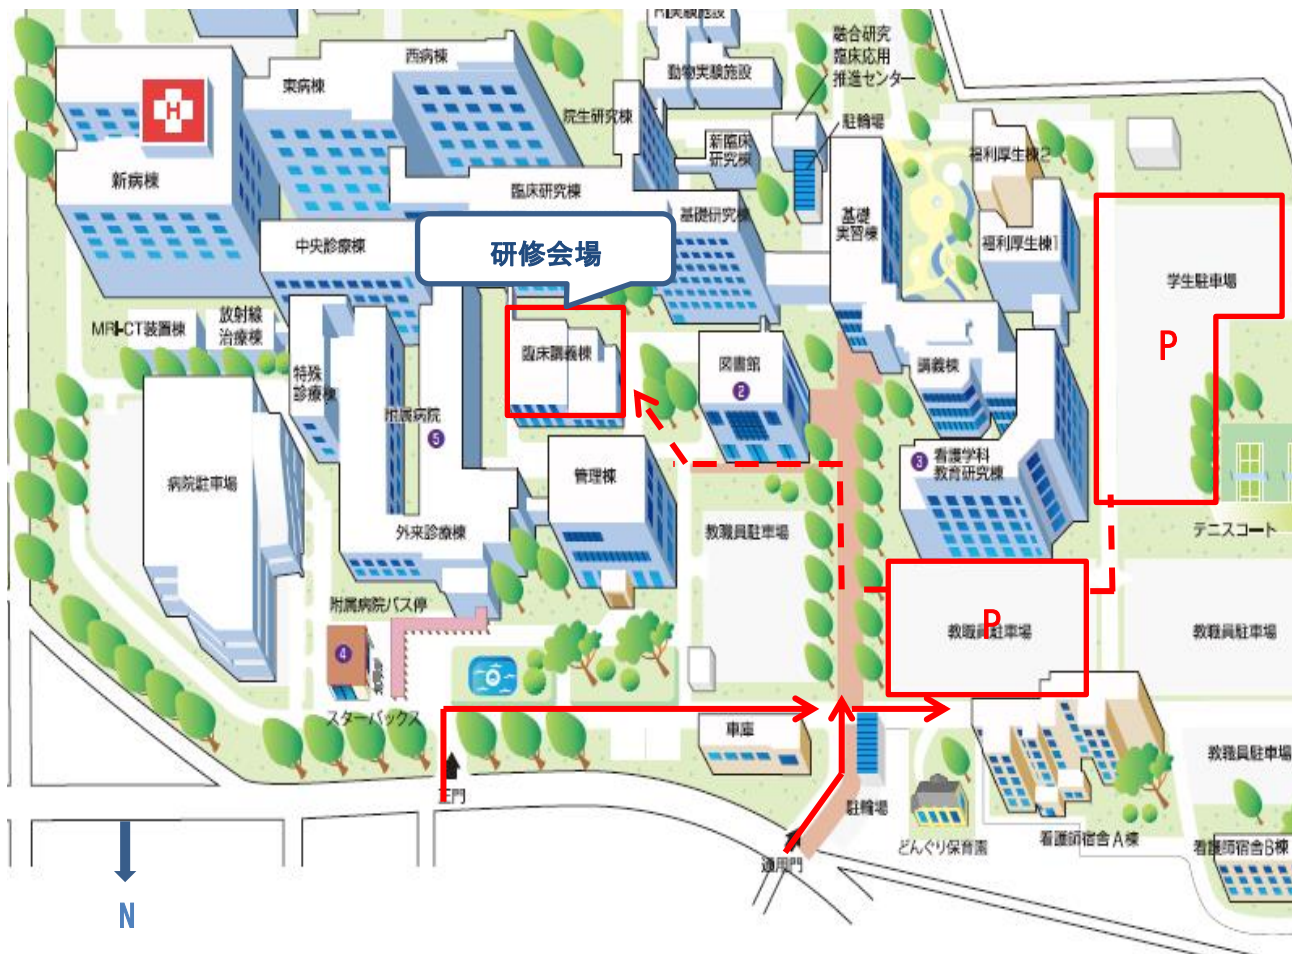 RI実験施設
融合研究
臨床応用
推進センター
西病棟
東病棟
動物実験施設
H
院生研究棟
駐輪場
新臨床
研究棟
福利厚生棟2
新病棟
臨床研究棟
基礎研究棟
基礎
実習棟
中央診療棟
研修会場
福利厚生棟1
学生駐車場
P
MRI-CT装置棟
放射線
治療棟
臨床講義棟
図書館
2
講義棟
特殊
診療棟
附属病院
5
3
看護学科
教育研究棟
病院駐車場
管理棟
外来診療棟
教職員駐車場
テニスコート
附属病院バス停
P
教職員駐車場
教職員駐車場
4
スターバックス
車庫
教職員駐車場
正門
駐輪場
どんぐり保育園
看護師宿舎A棟
看護師宿舎B棟
通用門
N